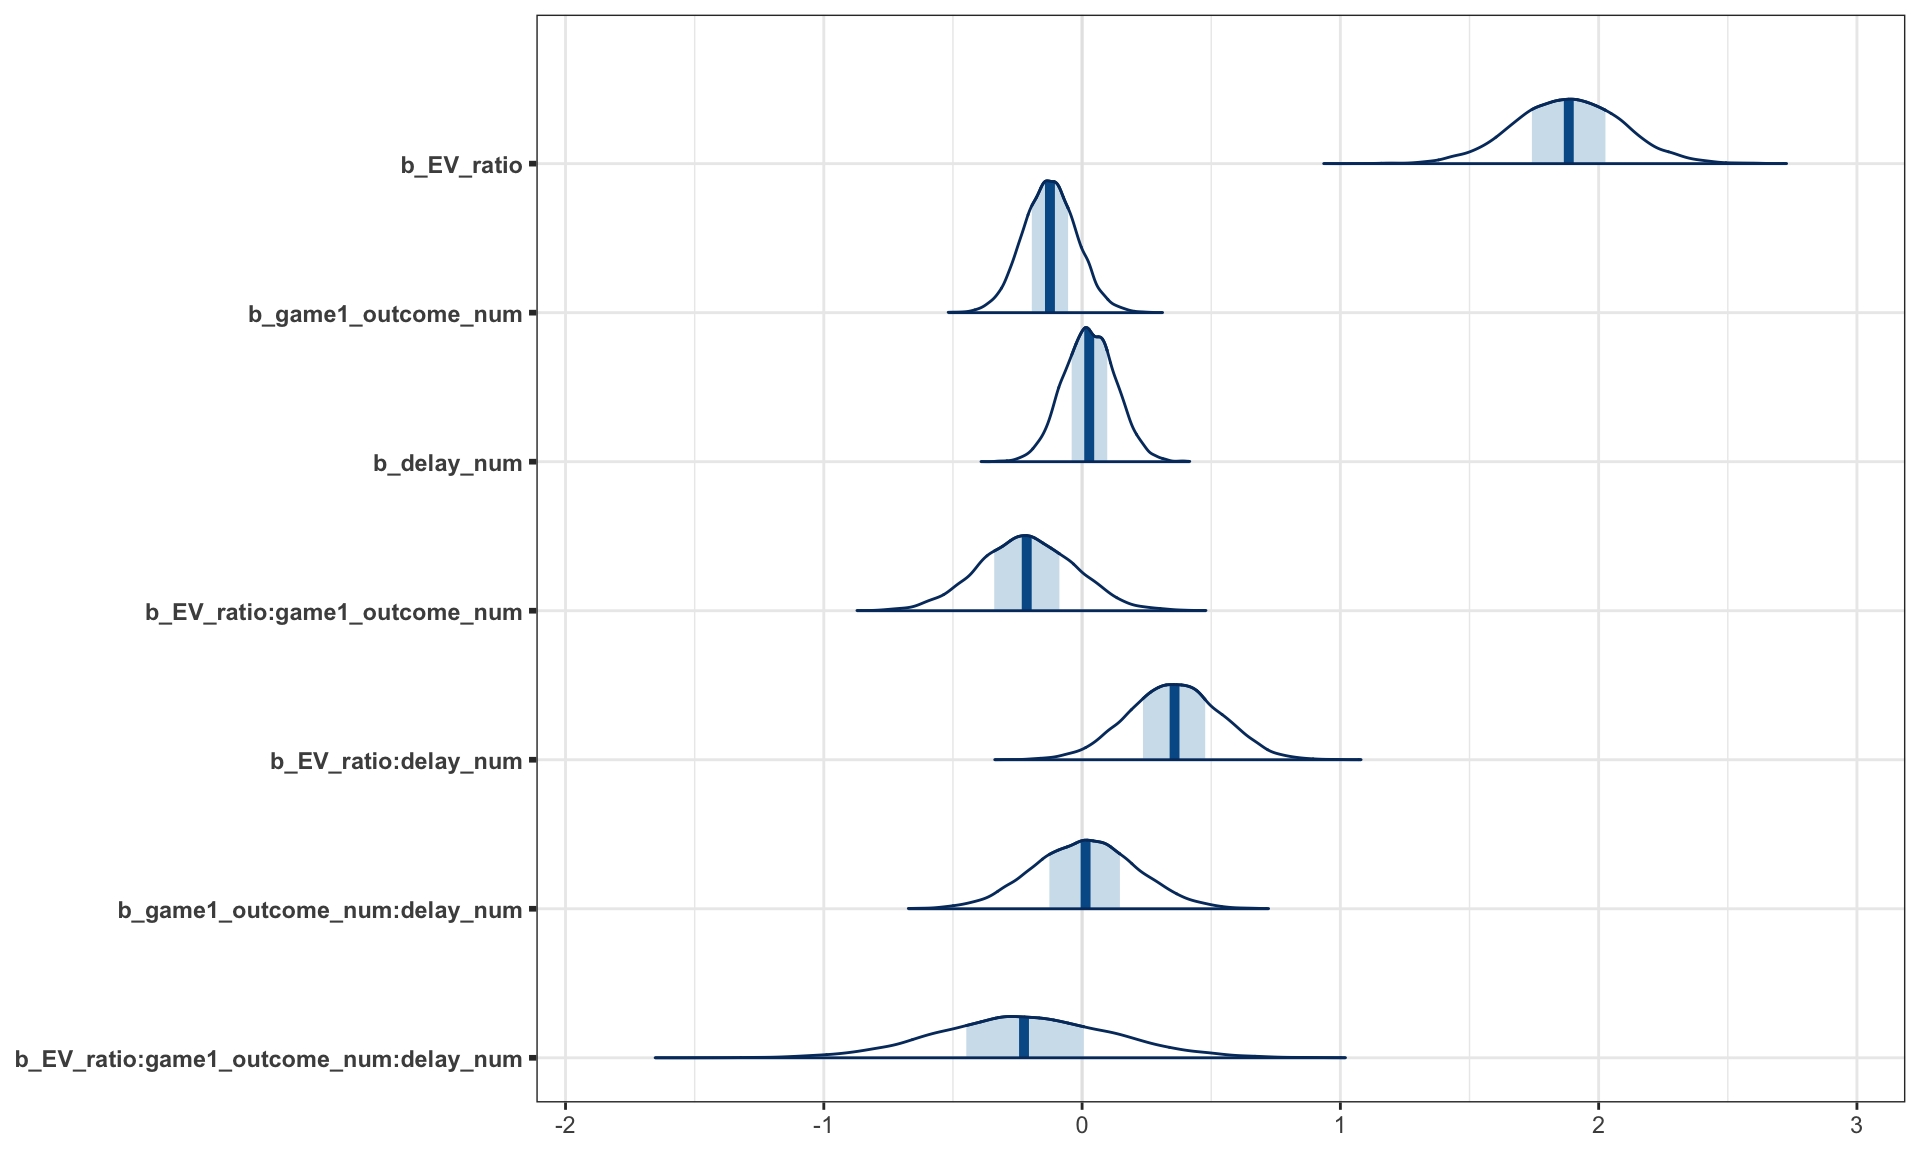 b_EV_ratio
b_game1_outcome_num
b_delay_num
b_EV_ratio:game1_outcome_num
b_EV_ratio:delay_num
b_game1_outcome_num:delay_num
b_EV_ratio:game1_outcome_num:delay_num
-2 -1 0 1 2 3